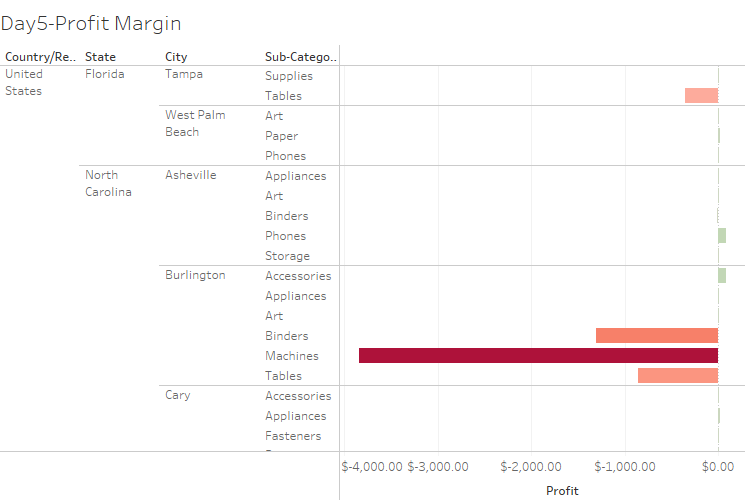 Day5-Profit Margin
Country/Re.. State City Sub-Catego..
United States Florida Tampa Supplies
Tables
West Palm Beach Art
Paper
Phones
North Carolina Asheville Appliances
Art
Binders
Phones
Storage
Burlington Accessories
Appliances
Art
Binders
Machines
Tables
Cary Accessories
Appliances
Fasteners
$-4,000.00 $-3,000.00 $-2,000.00 $-1,000.00 $0.00
Profit